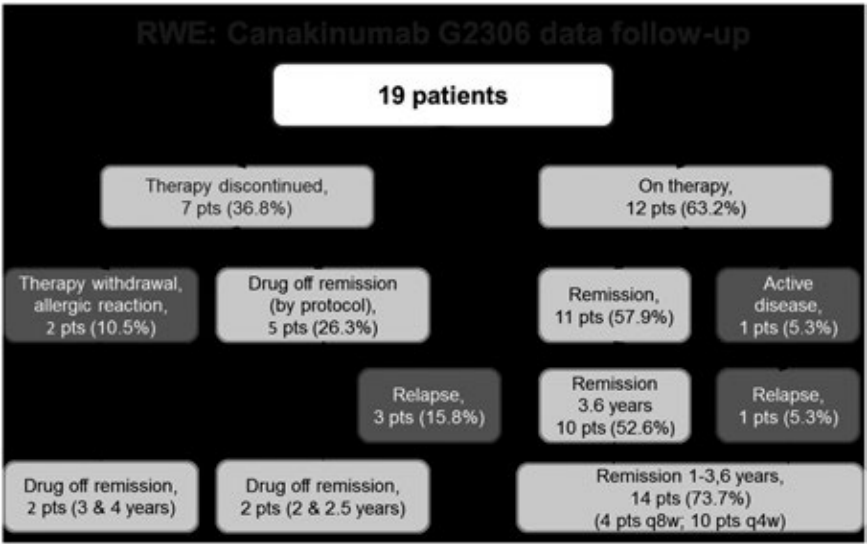 RWE: Canakinumab G2306 data follow-up
19 patients
Therapy discontinued,
7 pts (36.8%)
On therapy,
12 pts (63.2%)
Therapy withdrawal,
allergic reaction,
2 pts (10.5%)
Drug off remission
(by protocol),
5 pts (26.3%)
Remission,
11 pts (57.9%)
Active
disease,
1 pts (5.3%)
Relapse,
3 pts (15.8%)
Remission
3.6 years
10 pts (52.6%)
Relapse,
1 pts (5.3%)
Drug off remission,
2 pts (3 & 4 years)
Drug off remission,
2 pts (2 & 2.5 years)
Remission 1-3,6 years,
14 pts (73.7%)
(4 pts q8w; 10 pts q4w)